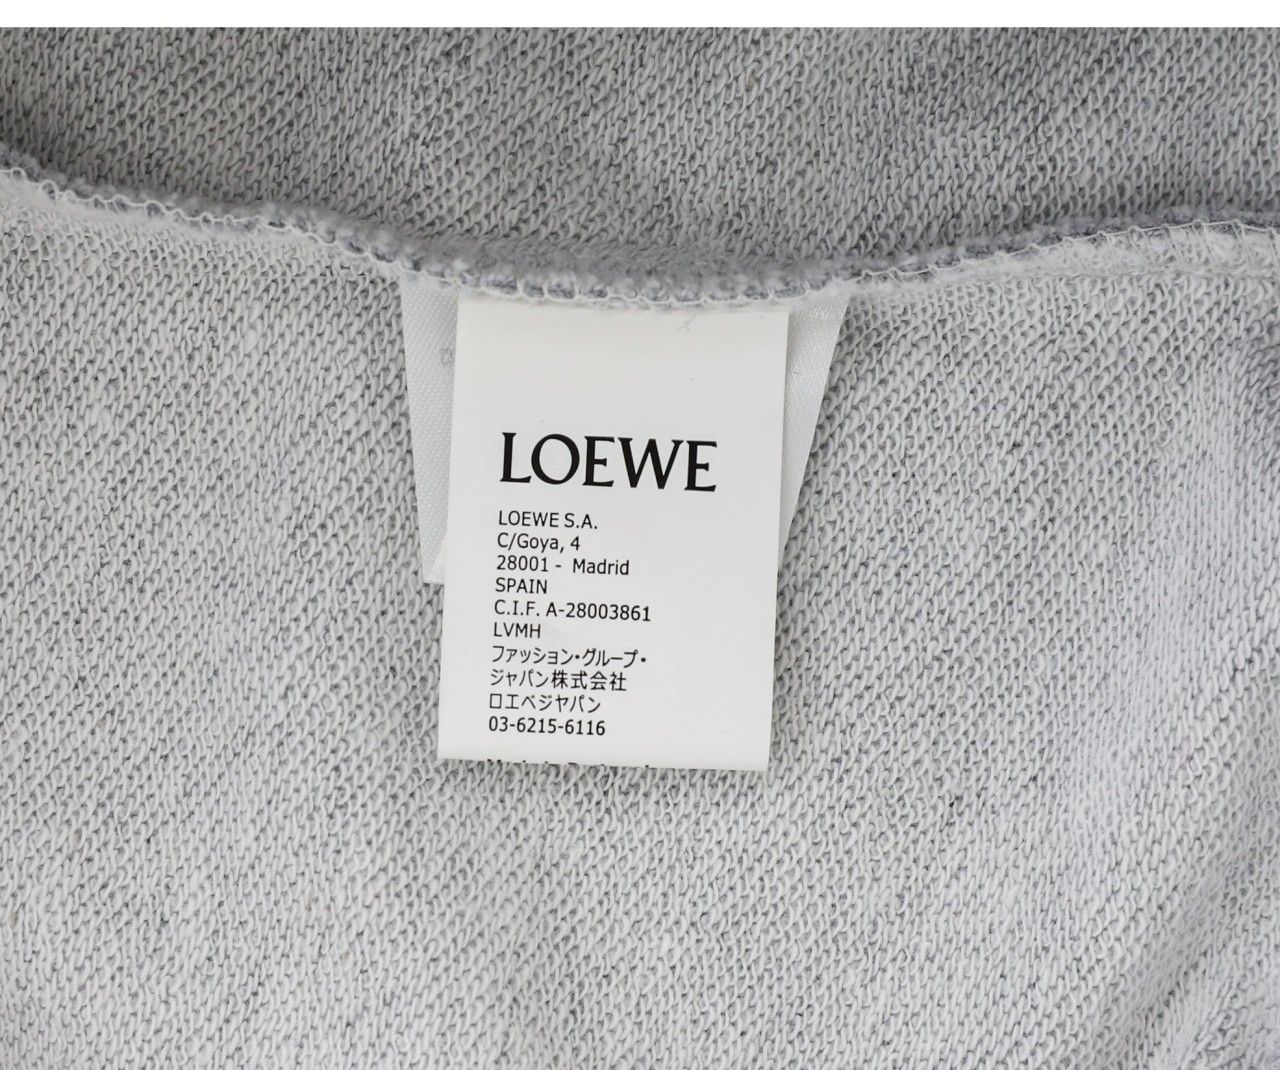 LOEWE
LOEWE S.A.
C/Goya, 4
28001 - Madrid
SPAIN
C.I.F. A-28003861
LVMH
ファッション・グループ・
ジャパン株式会社
ロエベジャパン
03-6215-6116